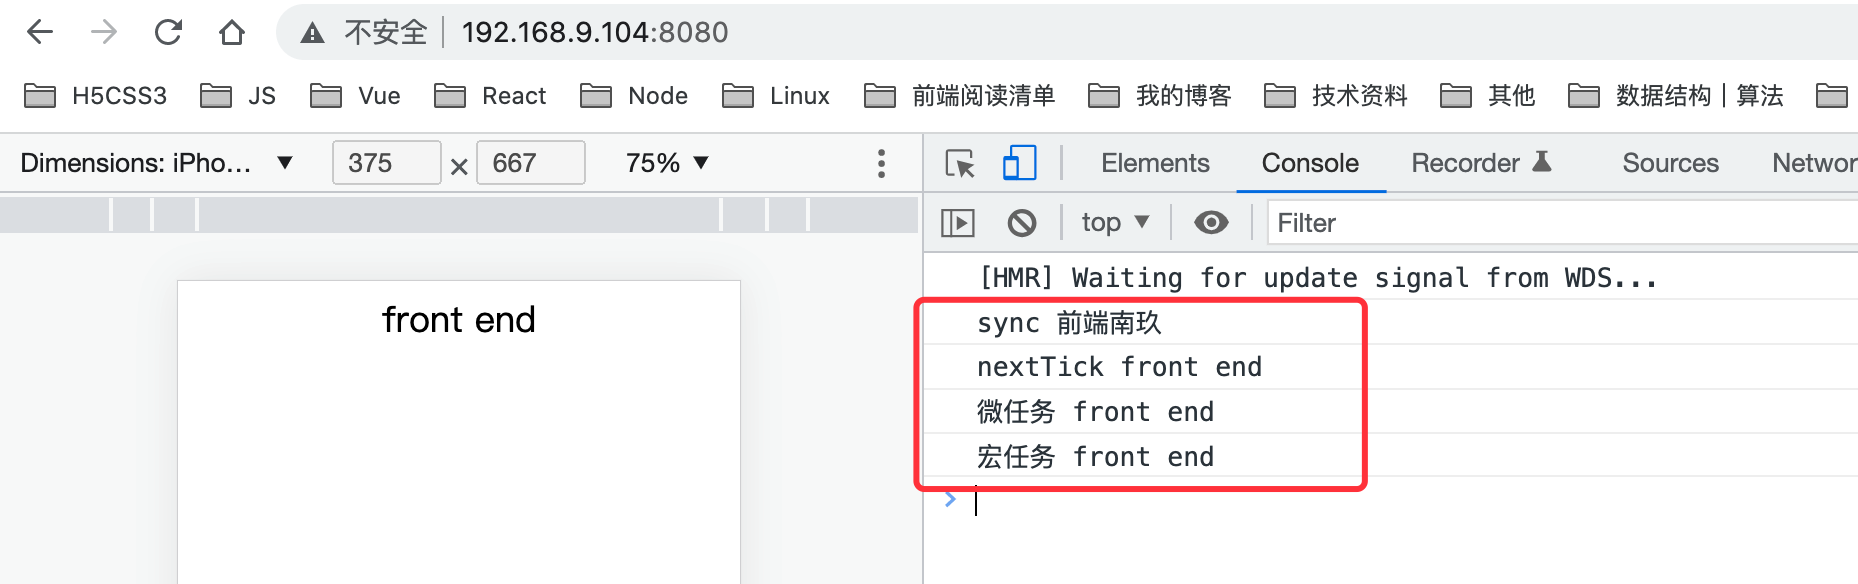 不安全 192.168.9.104:8080
H5CSS3 JS Vue React Node Linux 前端阅读清单 我的博客 技术资料 其他 数据结构｜算法
Dimensions: iPho... ▼ 375 × 667 75% ▼
Elements Console Recorder Sources Networ
top ▼ Filter
front end
[HMR] Waiting for update signal from WDS...
sync 前端南玖
nextTick front end
微任务 front end
宏任务 front end
>